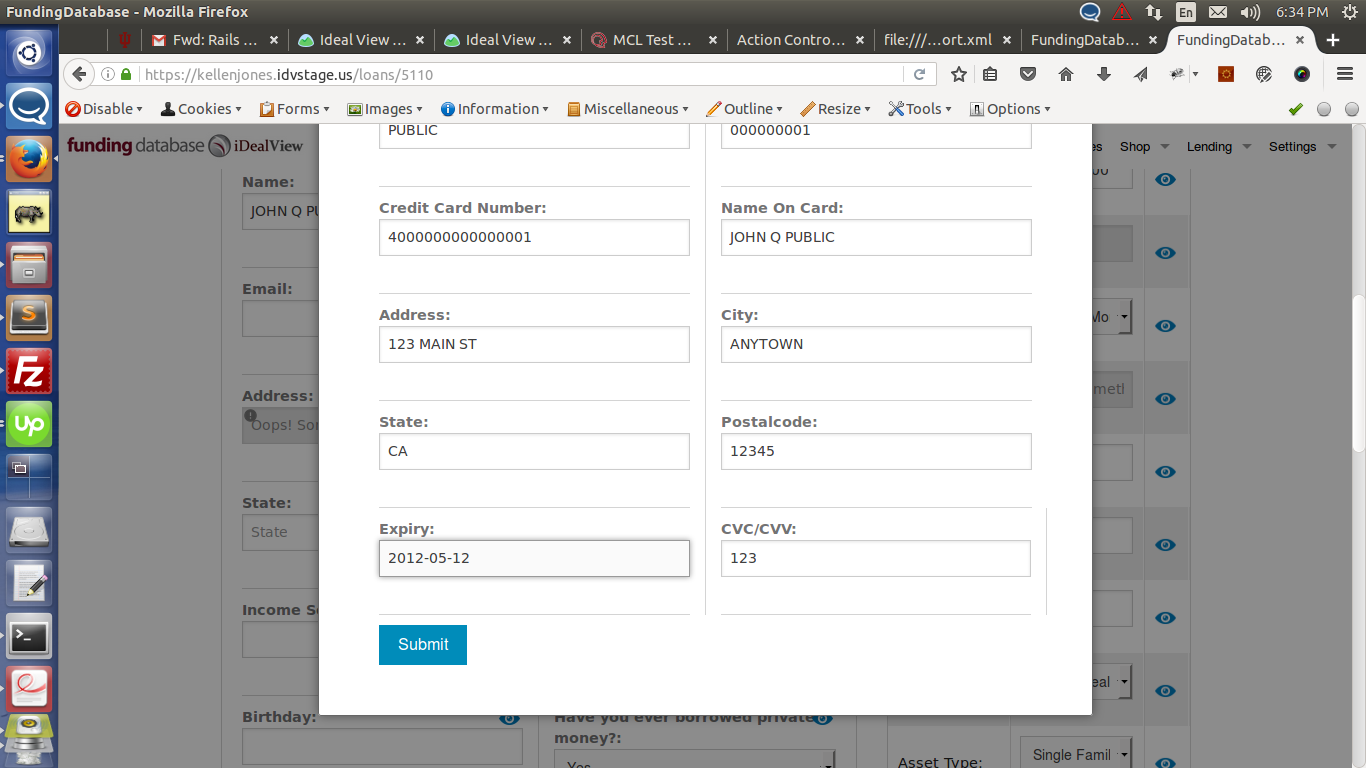 FundingDatabase - Mozilla Firefox
En
6:34 PM
Fwd: Rails ...
Ideal View ...
Ideal View ...
MCL Test ...
Action Contro...
file:///...ort.xml
FundingDatab...
FundingDatab...
https://kellenjones.idvstage.us/loans/5110
Disable
Cookies
Forms
Images
Information
Miscellaneous
Outline
Resize
Tools
Options
funding database iDealView
Shop
Lending
Settings
PUBLIC
000000001
Name:
JOHN Q PU
Credit Card Number:
Name On Card:
4000000000000001
JOHN Q PUBLIC
Email:
Address:
City:
123 MAIN ST
ANYTOWN
Mo
Address:
Oops! Sor
State:
Postalcode:
CA
12345
State:
State
Expiry:
CVC/CVV:
2012-05-12
123
Income S
Submit
eal
Birthday:
Have you ever borrowed private
money?:
Yes
Asset Type:
Single Famil